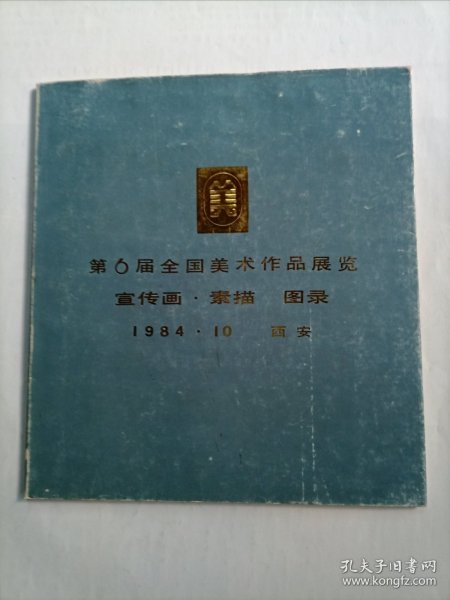 美
第6届全国美术作品展览
宣传画·素描 图录
1984·10 西安
孔夫子旧书网
www.kongfz.com